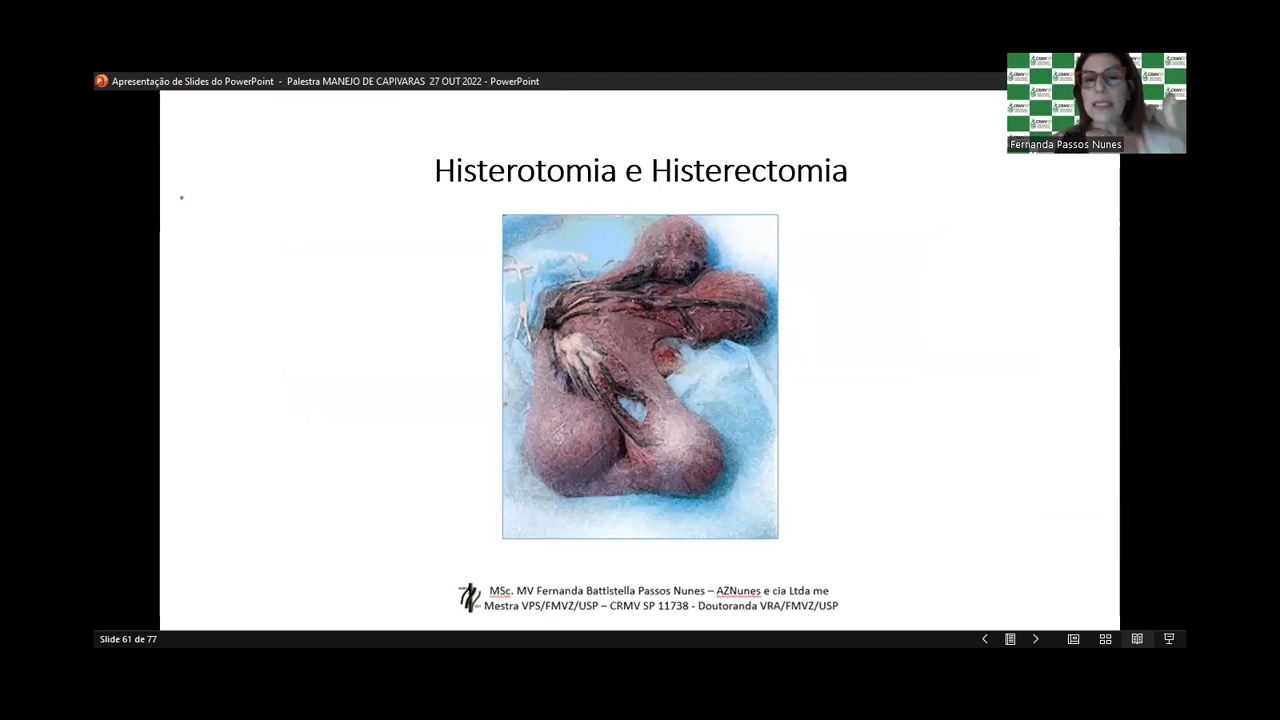 Apresentação de Slides do PowerPoint - Palestra MANEJO DE CAPIVARAS 27 OUT 2022 - PowerPoint
Fernanda Passos Nunes
Histerotomia e Histerectomia
MSc. MV Fernanda Battistella Passos Nunes – AZNunes e cia Ltda me
Mestra VPS/FMVZ/USP – CRMV SP 11738 - Doutoranda VRA/FMVZ/USP
Slide 61 de 77